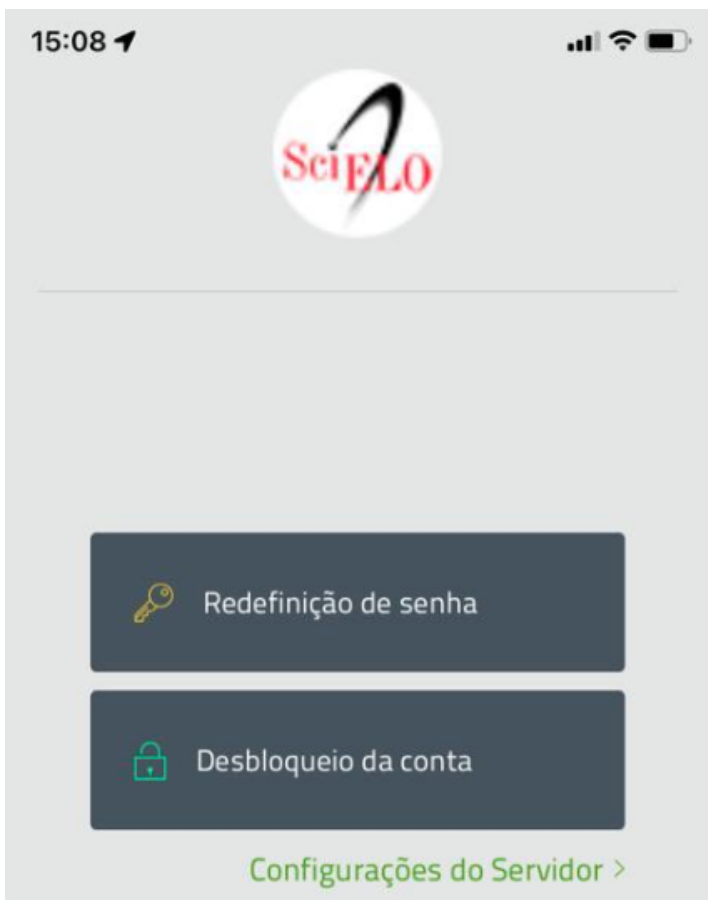 15:08
SciELO
Redefinição de senha
Desbloqueio da conta
Configurações do Servidor >